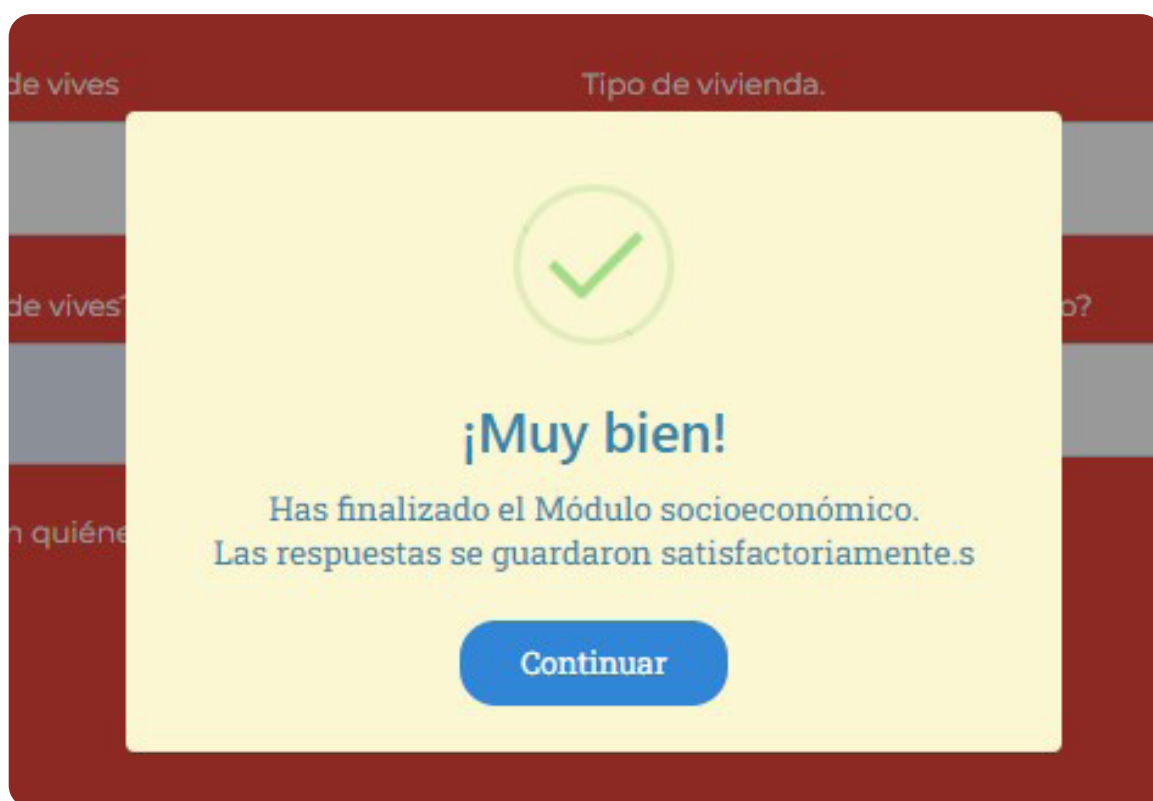 de vives
Tipo de vivienda.
de vives?
o?
n quiéne
¡Muy bien!
Has finalizado el Módulo socioeconómico.
Las respuestas se guardaron satisfactoriamente.s
Continuar